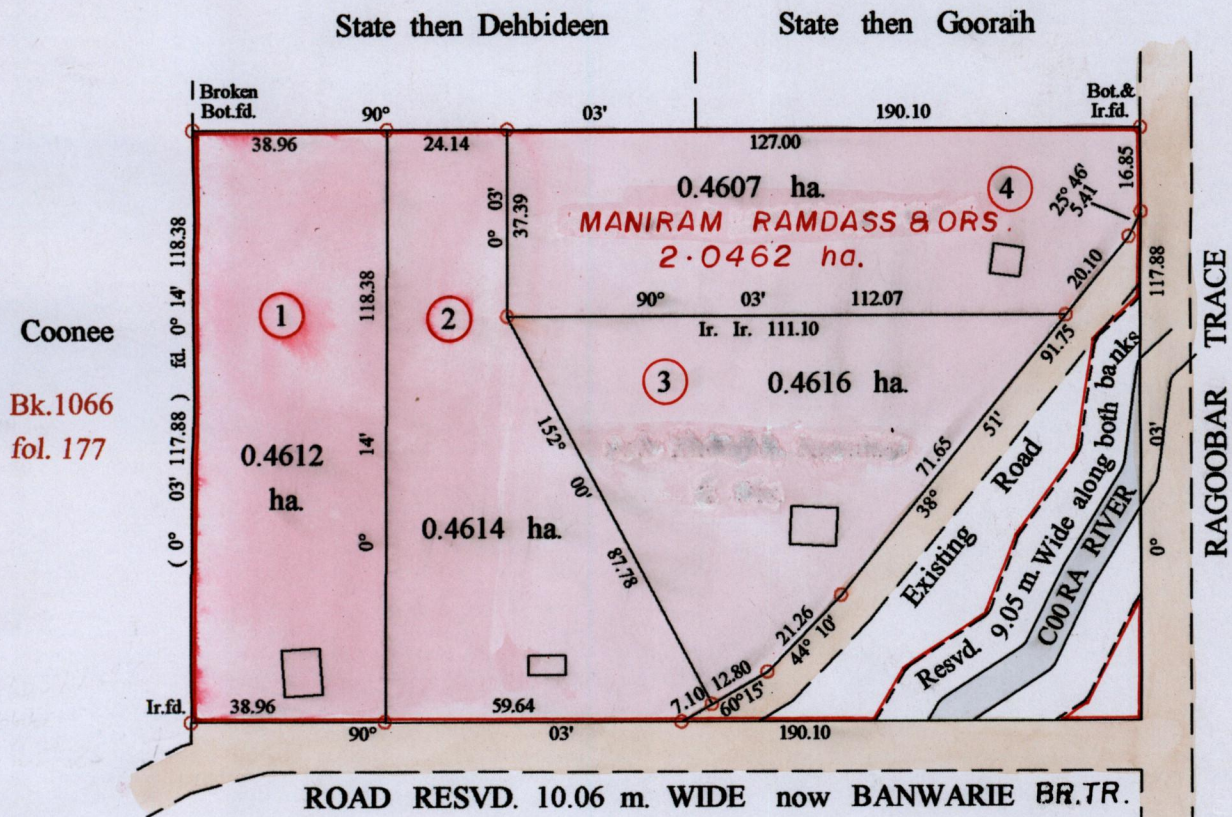 State then Dehbideen
State then Gooraih
Broken
Bot.fd.
90° 03' 190.10
Bot.&
Ir.fd.
38.96
24.14
127.00
0.4607 ha.
4
25° 46'
5.41
16.85
MANIRAM RAMDASS & ORS.
2.0462 ha.
0° 03'
37.39
20.10
117.88
90° 03' 112.07
Ir. Ir. 111.10
91.75
Coonee
Bk.1066
fol. 177
( 0° 03' 117.88 ) fd. 0° 14' 118.38
1
118.38
0° 14'
2
3
0.4616 ha.
0.4612
ha.
0.4614 ha.
152° 00'
87.78
71.65
38° 51'
Existing Road
Resvd. 9.05 m. Wide along both banks
COORA RIVER
0° 03'
RAGOOBAR TRACE
21.26
44° 10'
12.80
60°15'
7.10
Ir.fd.
38.96
59.64
90° 03' 190.10
ROAD RESVD. 10.06 m. WIDE now BANWARIE BR.TR.